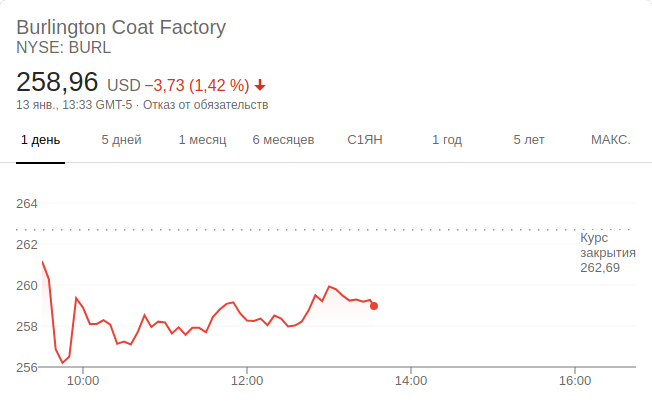 Burlington Coat Factory
NYSE: BURL
258,96 USD −3,73 (1,42 %)
13 янв., 13:33 GMT-5 · Отказ от обязательств
1 день 5 дней 1 месяц 6 месяцев С1ЯН 1 год 5 лет МАКС.
264
262
260
258
256
Курс
закрытия
262,69
10:00 12:00 14:00 16:00